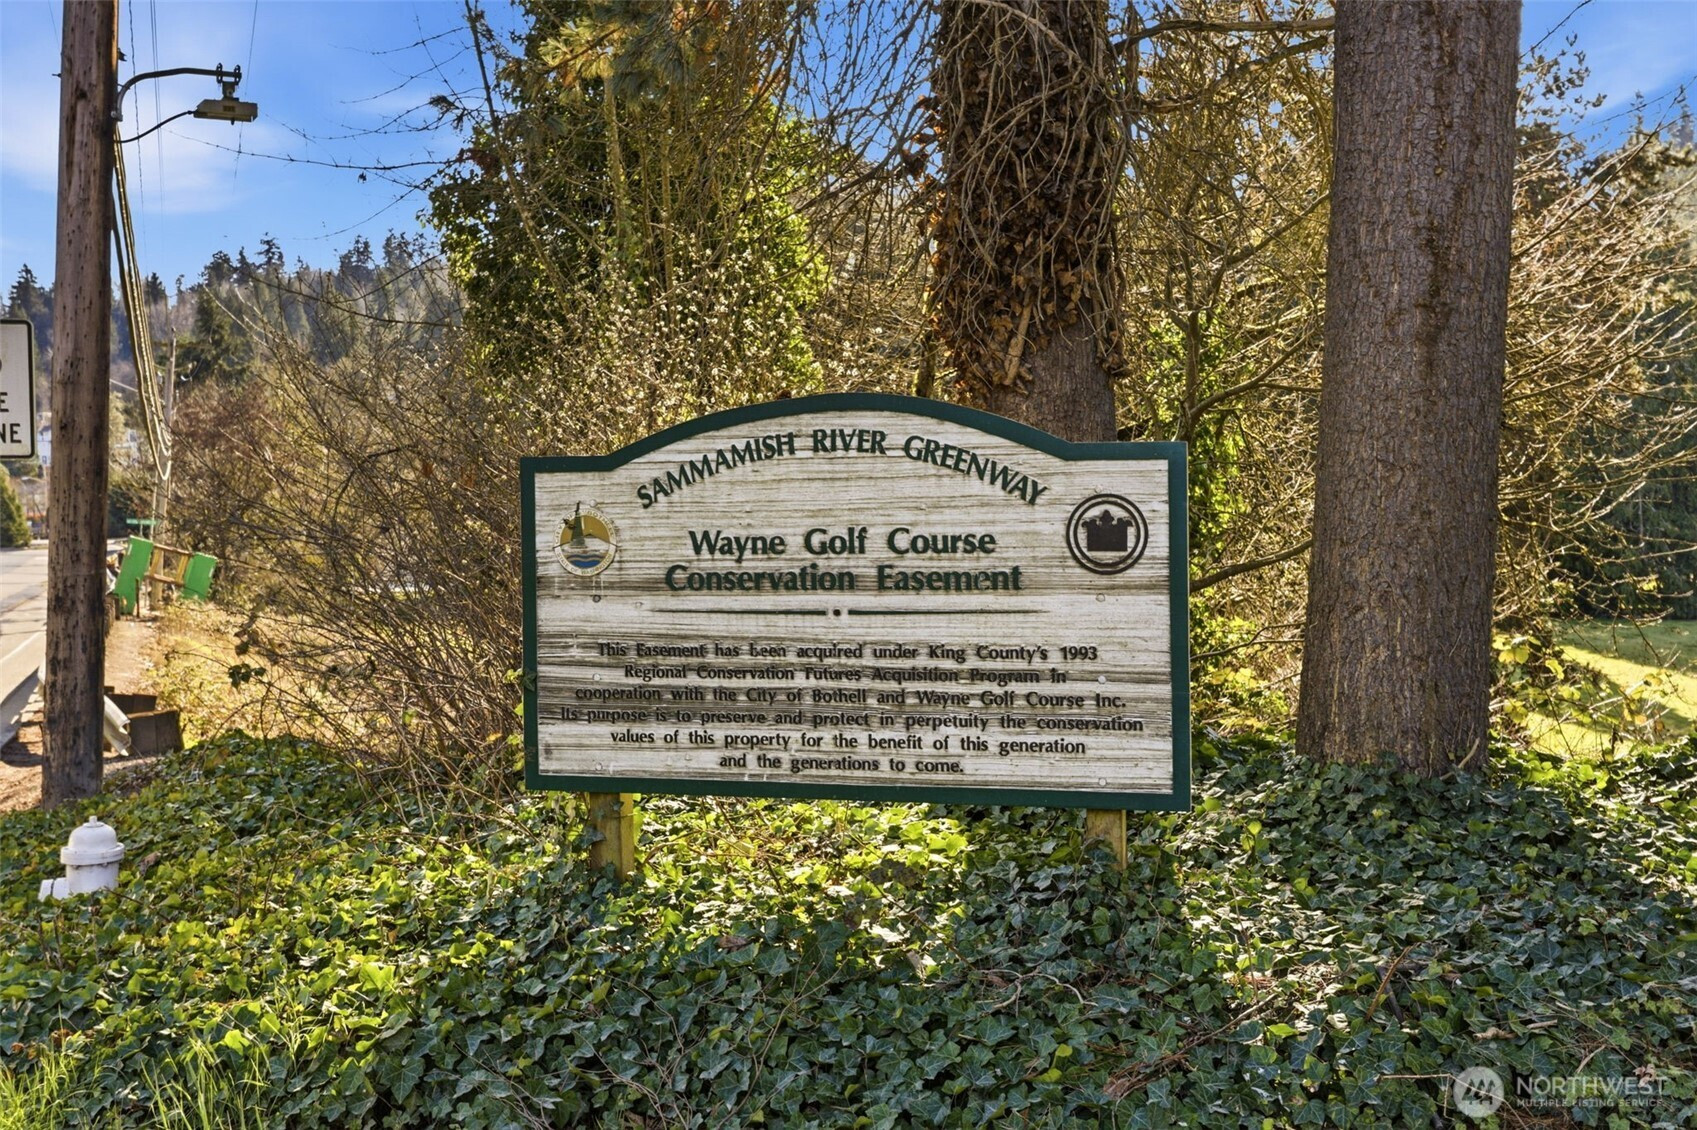 SAMMAMISH RIVER GREENWAY
Wayne Golf Course
Conservation Easement
This Easement has been acquired under King County's 1993
Regional Conservation Futures Acquisition Program In
cooperation with the City of Bothell and Wayne Golf Course Inc.
Its purpose is to preserve and protect in perpetuity the conservation
values of this property for the benefit of this generation
and the generations to come.
NORTHWEST
MULTIPLE LISTING SERVICE